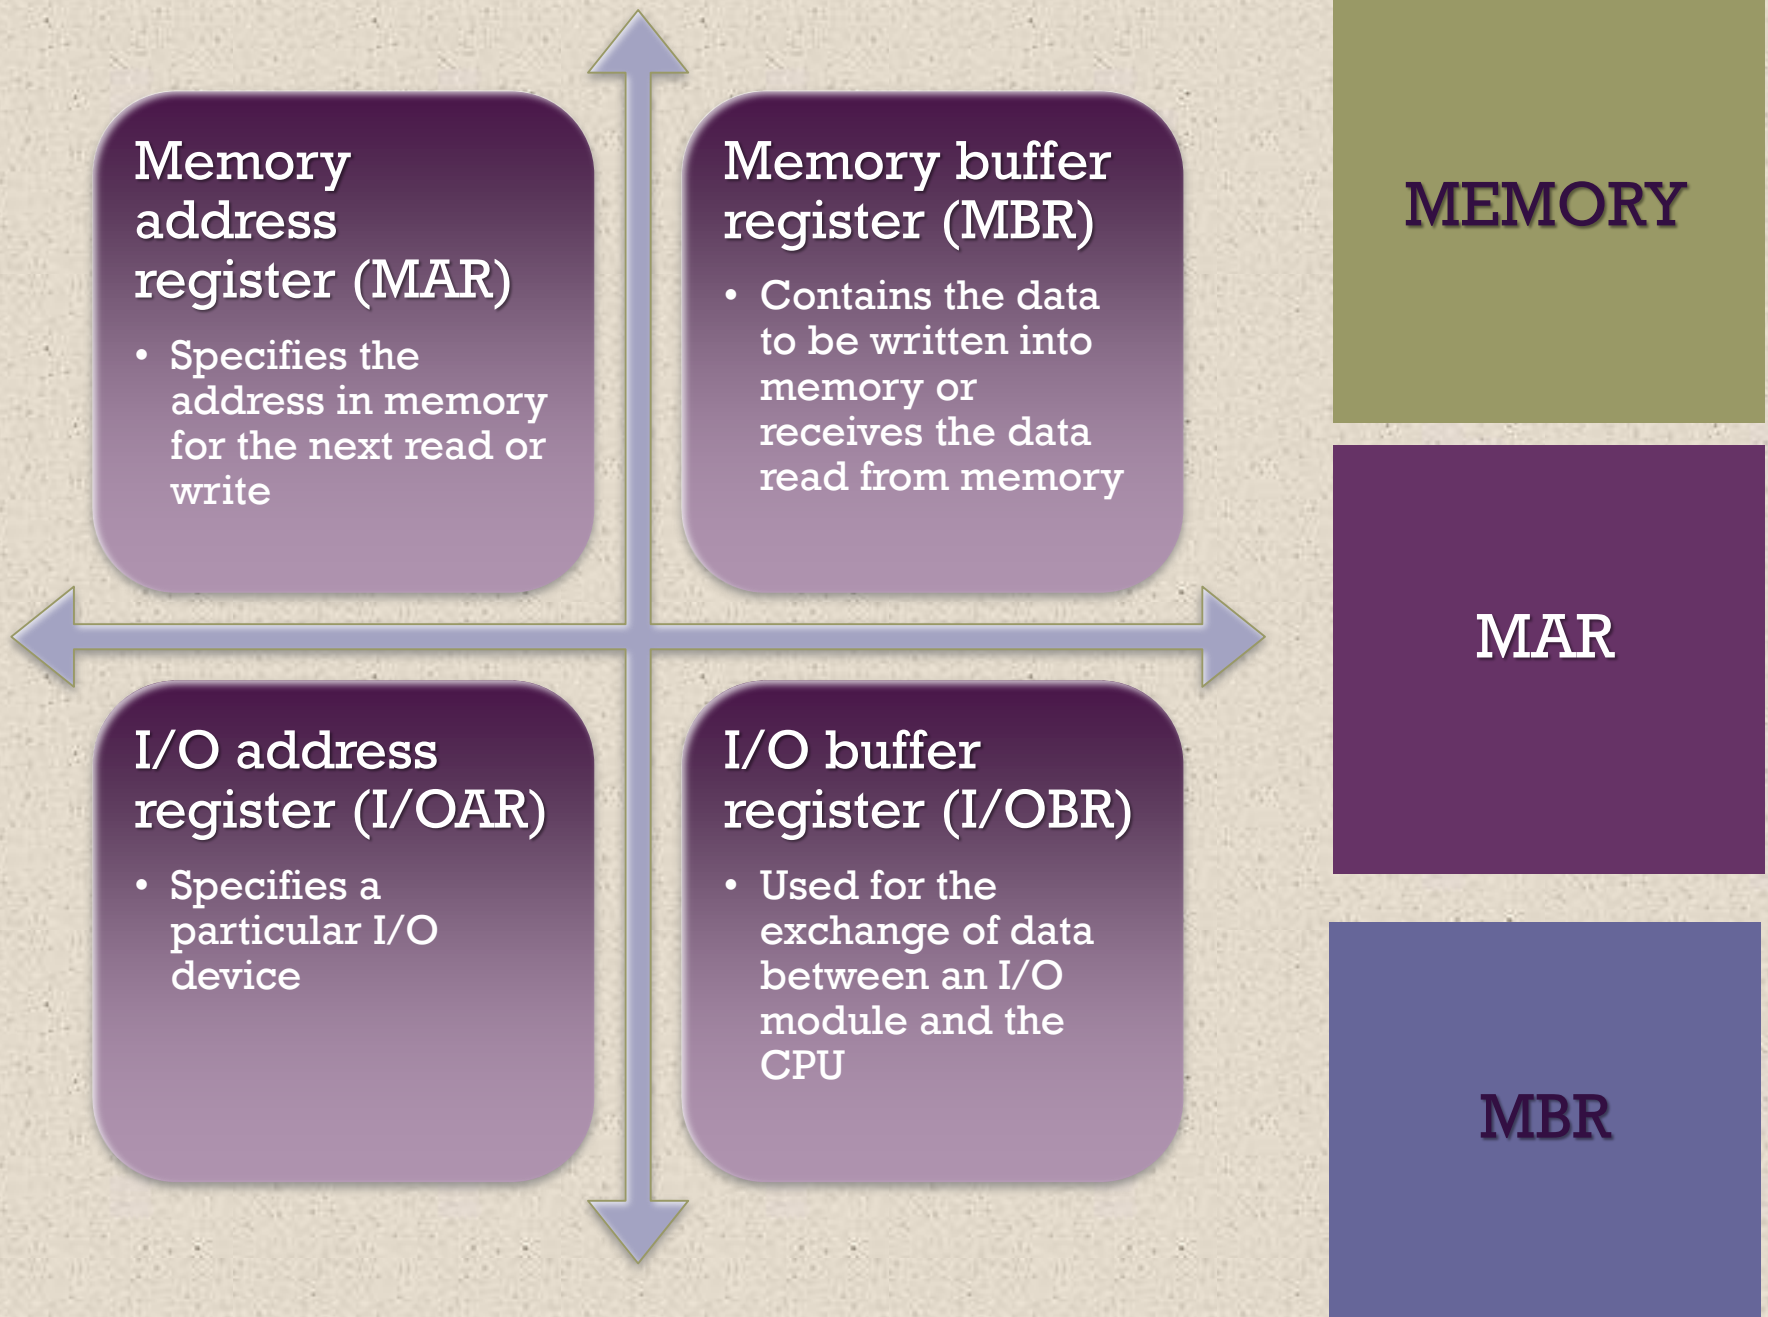 Memory
address
register (MAR)
• Specifies the
address in memory
for the next read or
write
Memory buffer
register (MBR)
• Contains the data
to be written into
memory or
receives the data
read from memory
I/O address
register (I/OAR)
• Specifies a
particular I/O
device
I/O buffer
register (I/OBR)
• Used for the
exchange of data
between an I/O
module and the
CPU
MEMORY
MAR
MBR